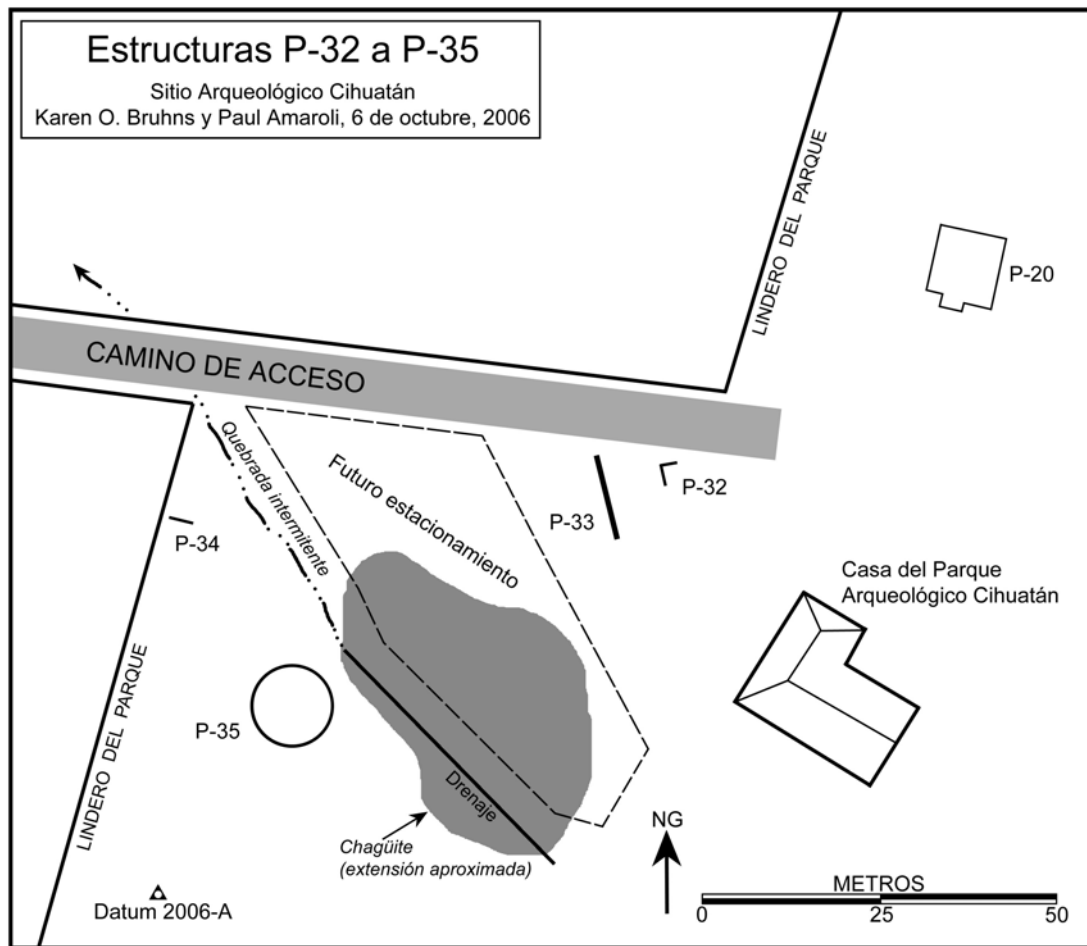 Estructuras P-32 a P-35
Sitio Arqueológico Cihuatán
Karen O. Bruhns y Paul Amaroli, 6 de octubre, 2006
LINDERO DEL PARQUE
P-20
CAMINO DE ACCESO
Quebrada intermitente
Futuro estacionamiento
P-32
P-33
P-34
Casa del Parque
Arqueológico Cihuatán
LINDERO DEL PARQUE
P-35
Drenaje
Chagüite
(extensión aproximada)
NG
Datum 2006-A
METROS
0 25 50